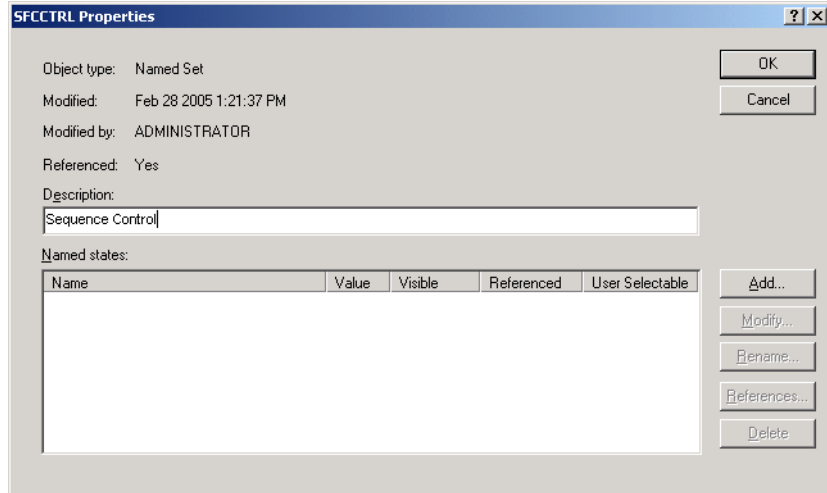 SFCCTRL Properties
? X
Object type: Named Set
OK
Modified: Feb 28 2005 1:21:37 PM
Cancel
Modified by: ADMINISTRATOR
Referenced: Yes
Description:
Sequence Control
Named states:
Name Value Visible Referenced User Selectable
Add...
Modify...
Rename...
References...
Delete